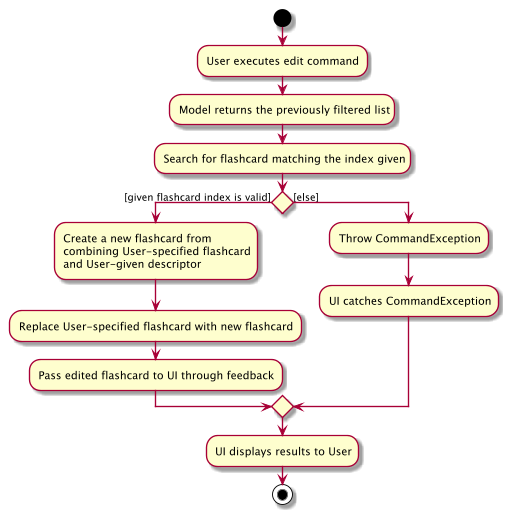 User executes edit command
Model returns the previously filtered list
Search for flashcard matching the index given
[given flashcard index is valid]
[else]
Create a new flashcard from
combining User-specified flashcard
and User-given descriptor
Throw CommandException
Replace User-specified flashcard with new flashcard
UI catches CommandException
Pass edited flashcard to UI through feedback
UI displays results to User